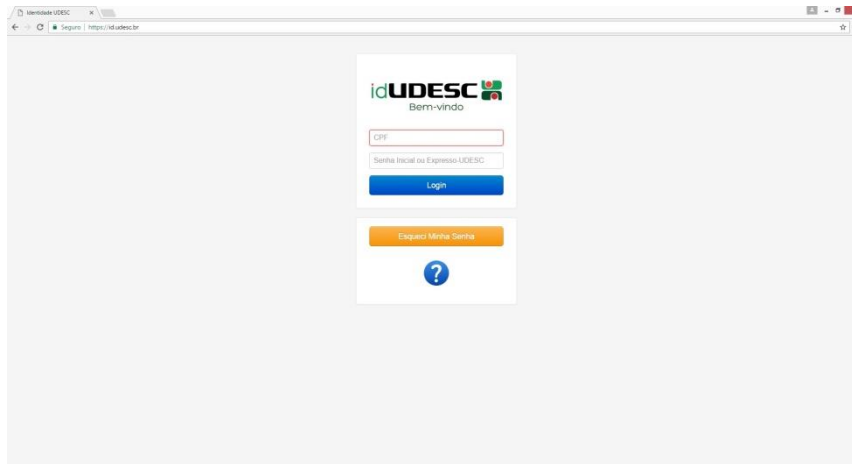 Identidade UDESC
Seguro
https://id.udesc.br
idUDESC
Bem-vindo
CPF
Senha Inicial ou Expresso-UDESC
Login
Esqueci Minha Senha
?